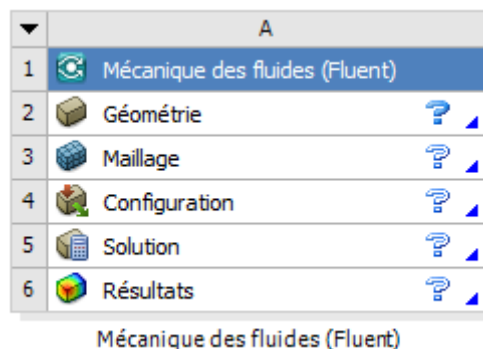 A
1 Mécanique des fluides (Fluent)
2 Géométrie ?
3 Maillage ?
4 Configuration ?
5 Solution ?
6 Résultats ?
Mécanique des fluides (Fluent)